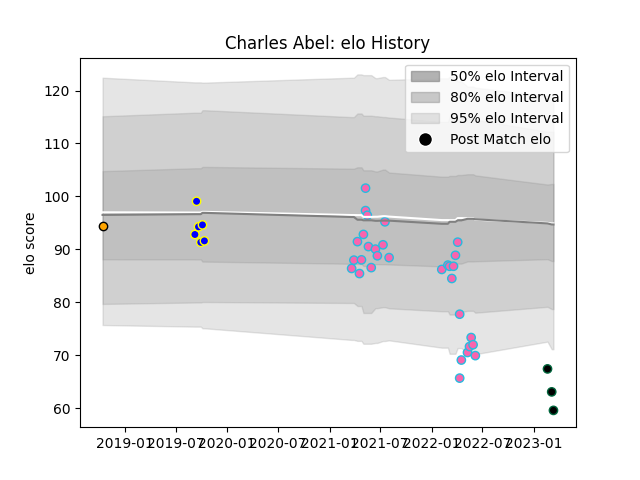 Charles Abel: elo History
50% elo Interval
80% elo Interval
95% elo Interval
Post Match elo
elo score
120
110
100
90
80
70
60
2019-01 2019-07 2020-01 2020-07 2021-01 2021-07 2022-01 2022-07 2023-01